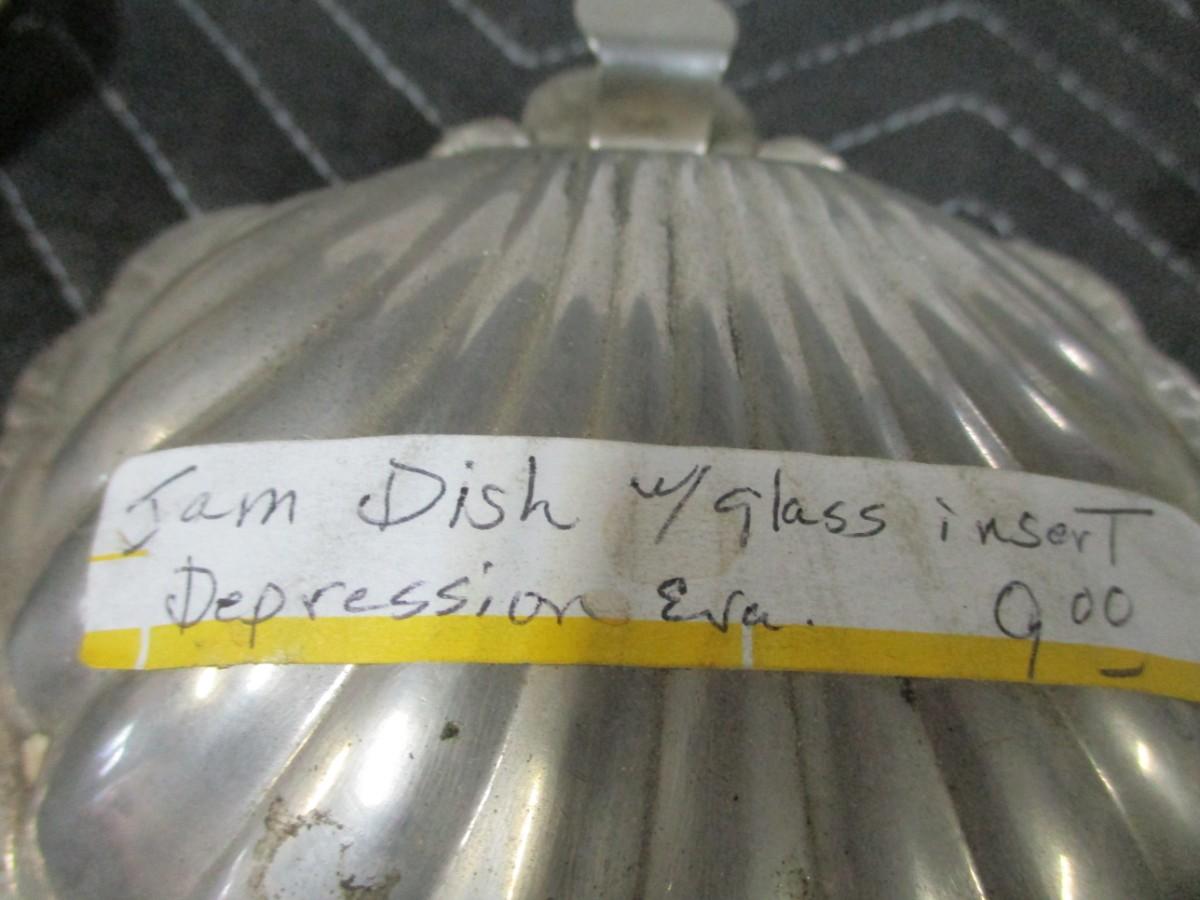 Jam Dish w/glass insert
Depression Era. 9 00